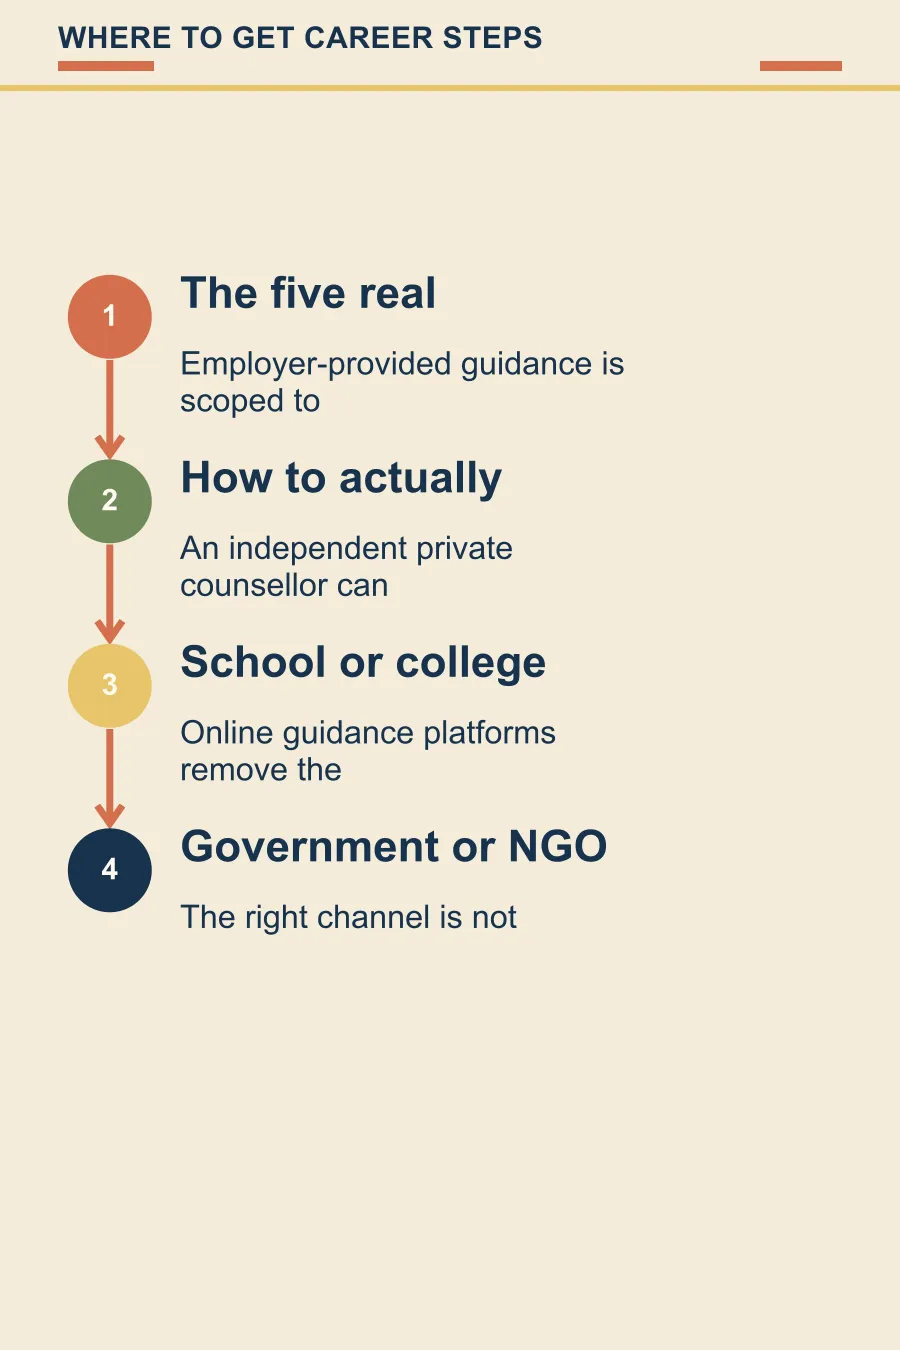 WHERE TO GET CAREER STEPS
1
The five real
Employer-provided guidance is
scoped to
2
How to actually
An independent private
counsellor can
3
School or college
Online guidance platforms
remove the
4
Government or NGO
The right channel is not